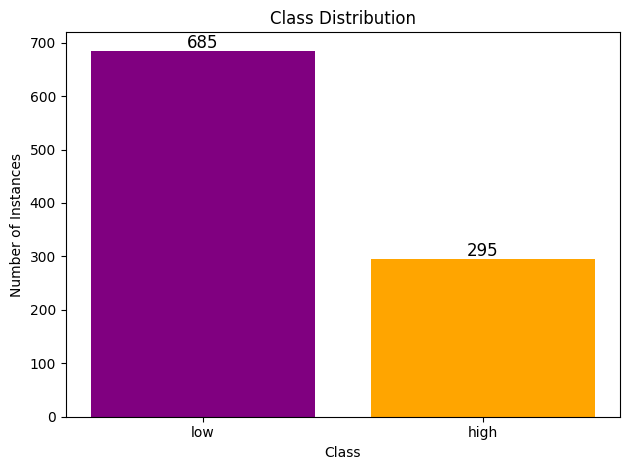 Class Distribution
700
685
600
500
400
300
295
200
100
0
Number of Instances
low
high
Class